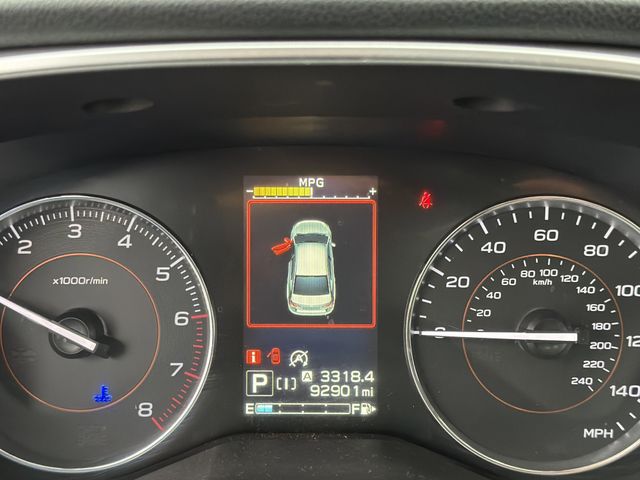 MPG
- +
2 3 4 5 6 7 8
x1000r/min
i
A
P [I] A 3318.4
92901mi
E F
0 20 40 60 80 100 120 140
MPH
20 40 60 80 100 120 140 160 180 200 220 240
km/h